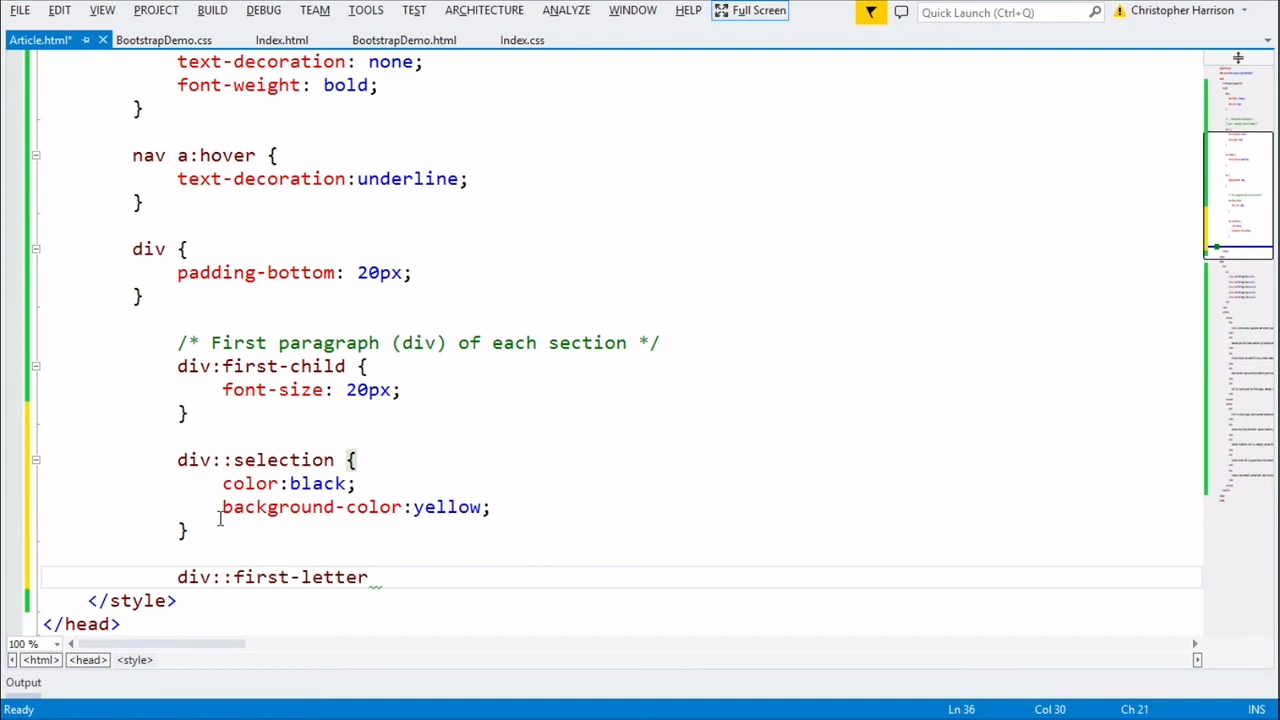 FILE EDIT VIEW PROJECT BUILD DEBUG TEAM TOOLS TEST ARCHITECTURE ANALYZE WINDOW HELP Full Screen Quick Launch (Ctrl+Q) Christopher Harrison
Article.html* BootstrapDemo.css Index.html BootstrapDemo.html Index.css
text-decoration: none;
font-weight: bold;
}
nav a:hover {
text-decoration:underline;
}
div {
padding-bottom: 20px;
}
/* First paragraph (div) of each section */
div:first-child {
font-size: 20px;
}
div::selection {
color:black;
background-color:yellow;
}
div::first-letter
</style>
</head>
100 %
<html> <head> <style>
Output
Ready Ln 36 Col 30 Ch 21 INS